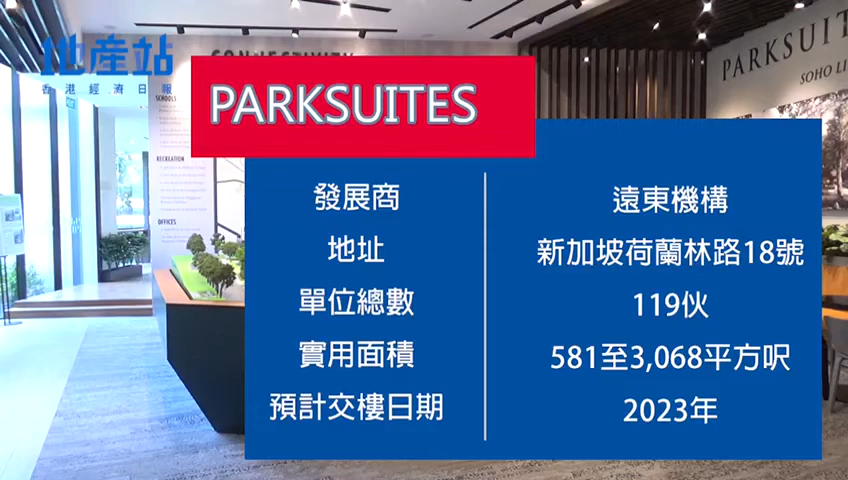 地產站
香港經濟日報
CONNECTIVITY
SCHOOLS
RECREATION
OFFICES
PARKSUIT
SOHO LI
PARKSUITES
發展商 遠東機構
地址 新加坡荷蘭林路18號
單位總數 119伙
實用面積 581至3,068平方呎
預計交樓日期 2023年